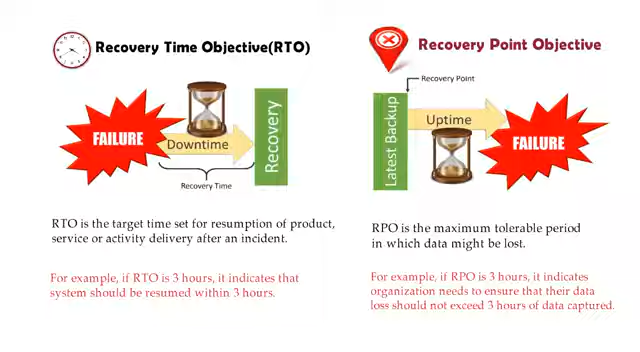 Recovery Time Objective(RTO)
FAILURE
Downtime
Recovery
Recovery Time
RTO is the target time set for resumption of product,
service or activity delivery after an incident.
For example, if RTO is 3 hours, it indicates that
system should be resumed within 3 hours.
Recovery Point Objective
Recovery Point
Latest Backup
Uptime
FAILURE
RPO is the maximum tolerable period
in which data might be lost.
For example, if RPO is 3 hours, it indicates
organization needs to ensure that their data
loss should not exceed 3 hours of data captured.